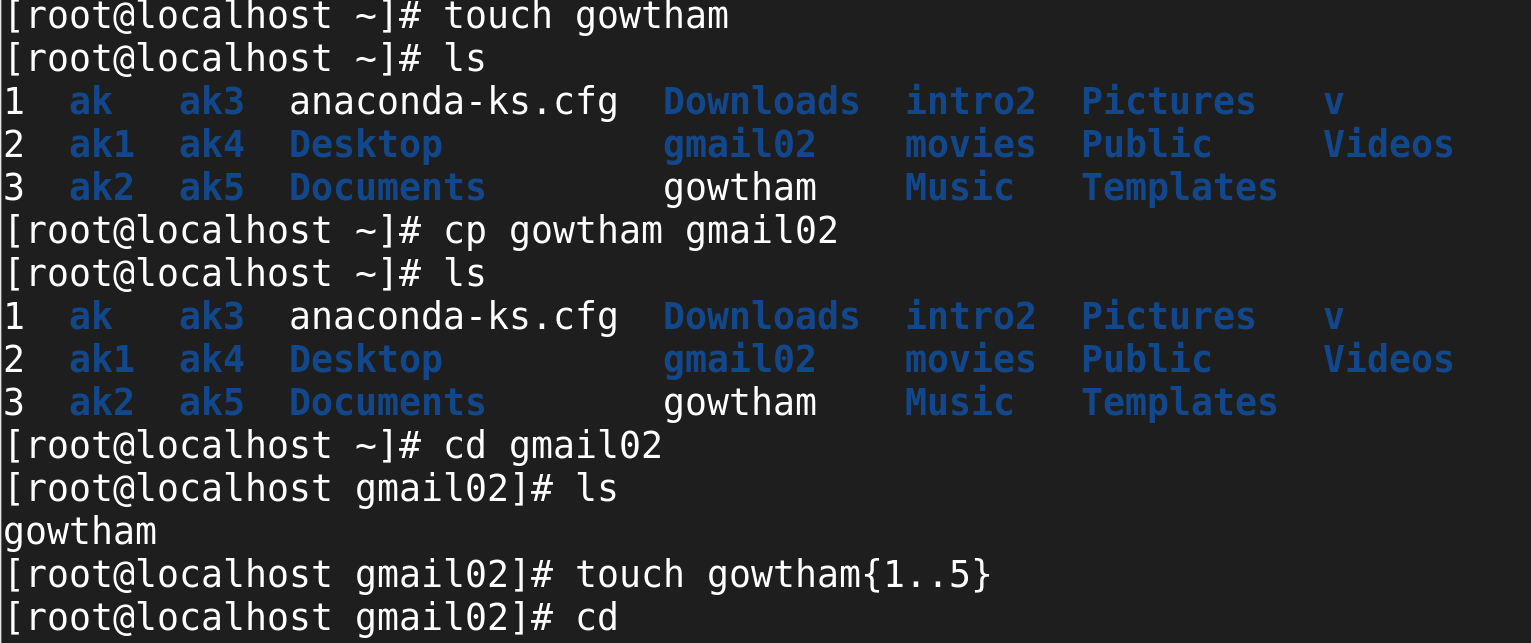 [root@localhost ~]# touch gowtham
[root@localhost ~]# ls
1  ak   ak3  anaconda-ks.cfg  Downloads  intro2  Pictures   v
2  ak1  ak4  Desktop          gmail02    movies  Public     Videos
3  ak2  ak5  Documents        gowtham    Music   Templates
[root@localhost ~]# cp gowtham gmail02
[root@localhost ~]# ls
1  ak   ak3  anaconda-ks.cfg  Downloads  intro2  Pictures   v
2  ak1  ak4  Desktop          gmail02    movies  Public     Videos
3  ak2  ak5  Documents        gowtham    Music   Templates
[root@localhost ~]# cd gmail02
[root@localhost gmail02]# ls
gowtham
[root@localhost gmail02]# touch gowtham{1..5}
[root@localhost gmail02]# cd